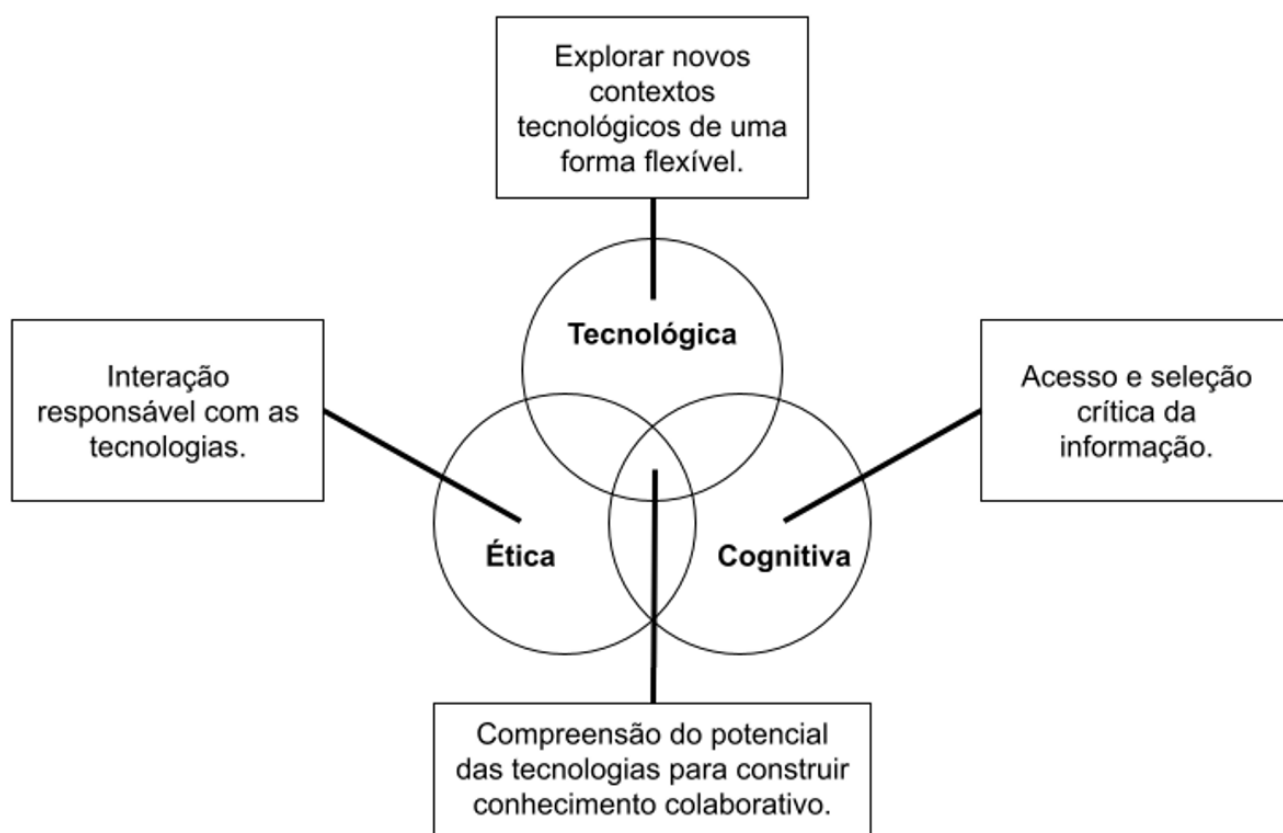 Explorar novos
contextos
tecnológicos de uma
forma flexível.
Tecnológica
Interação
responsável com as
tecnologias.
Acesso e seleção
crítica da
informação.
Ética
Cognitiva
Compreensão do potencial
das tecnologias para construir
conhecimento colaborativo.